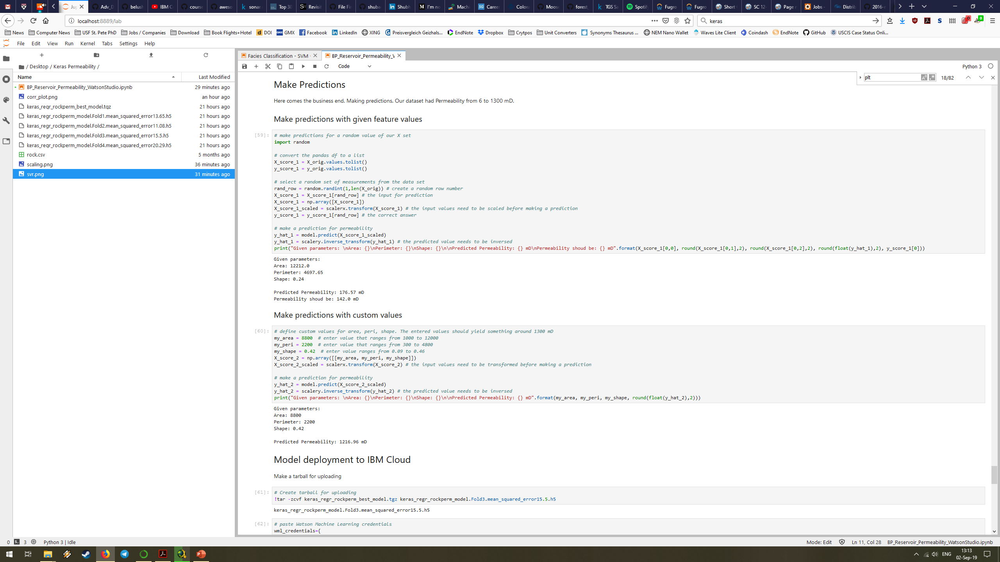 Jup
Adv_D
belush
IBM C
course
aweso
sonar
Top 30
Revisit
File Fir
shuba
Shubh
I'm no
Machi
Career
Colora
Moose
forest_
TGS Sa
Spotify
Fugro
Fugro
Short
SC 12-
Page n
Jobs -
Distrib
2016-
localhost:8889/lab
keras
News
Computer News
USF St. Pete PhD
Jobs / Companies
Download
Book Flights+Hotel
DOI
GMX
Facebook
LinkedIn
XING
Preisvergleich Geizhals...
EndNote
Dropbox
Crytpos
Unit Converters
Synonyms Thesaurus ...
NEM Nano Wallet
Waves Lite Client
Coindash
EndNote
GitHub
USCIS Case Status Onli...
File Edit View Run Kernel Tabs Settings Help
/ Desktop / Keras Permeability /
Name Last Modified
BP_Reservoir_Permeability_WatsonStudio.ipynb 29 minutes ago
corr_plot.png an hour ago
keras_regr_rockperm_best_model.tgz 21 hours ago
keras_regr_rockperm_model.Fold1.mean_squared_error13.65.h5 21 hours ago
keras_regr_rockperm_model.Fold2.mean_squared_error11.08.h5 21 hours ago
keras_regr_rockperm_model.Fold3.mean_squared_error15.5.h5 21 hours ago
keras_regr_rockperm_model.Fold4.mean_squared_error20.29.h5 21 hours ago
rock.csv 5 months ago
scaling.png 36 minutes ago
svr.png 31 minutes ago
Facies Classification - SVM
BP_Reservoir_Permeability_W
Code
Python 3
plt
18/82
Make Predictions
Here comes the business end. Making predictions. Our dataset had Permeability from 6 to 1300 mD.
Make predictions with given feature values
[59]: # make predictions for a random value of our X set
import random
# convert the pandas df to a list
X_score_1 = X_orig.values.tolist()
y_score_1 = y_orig.values.tolist()
# select a random set of measurements from the data set
rand_row = random.randint(1,len(X_orig)) # create a random row number
X_score_1 = X_score_1[rand_row] # the input for prediction
X_score_1 = np.array([X_score_1])
X_score_1_scaled = scalerx.transform(X_score_1) # the input values need to be scaled before making a prediction
y_score_1 = y_score_1[rand_row] # the correct answer
# make a prediction for permeability
y_hat_1 = model.predict(X_score_1_scaled)
y_hat_1 = scalery.inverse_transform(y_hat_1) # the predicted value needs to be inversed
print("Given parameters: \nArea: {}\nPerimeter: {}\nShape: {}\n\nPredicted Permeability: {} mD\nPermeability shoud be: {} mD".format(X_score_1[0,0], round(X_score_1[0,1],2), round(X_score_1[0,2],2), round(float(y_hat_1),2), y_score_1[0]))
Given parameters:
Area: 12212.0
Perimeter: 4697.65
Shape: 0.24
Predicted Permeability: 176.57 mD
Permeability shoud be: 142.0 mD
Make predictions with custom values
[60]: # define custom values for area, peri, shape. The entered values should yield something around 1300 mD
my_area = 8800 # enter value that ranges from 1000 to 12000
my_peri = 2200 # enter value that ranges from 300 to 4800
my_shape = 0.42 # enter value ranges from 0.09 to 0.46
X_score_2 = np.array([[my_area, my_peri, my_shape]])
X_score_2_scaled = scalerx.transform(X_score_2) # the input values need to be transformed before making a prediction
# make a prediction for permeability
y_hat_2 = model.predict(X_score_2_scaled)
y_hat_2 = scalery.inverse_transform(y_hat_2) # the predicted value needs to be inversed
print("Given parameters: \nArea: {}\nPerimeter: {}\nShape: {}\n\nPredicted Permeability: {} mD".format(my_area, my_peri, my_shape, round(float(y_hat_2),2)))
Given parameters:
Area: 8800
Perimeter: 2200
Shape: 0.42
Predicted Permeability: 1216.96 mD
Model deployment to IBM Cloud
Make a tarball for uploading
[61]: # Create tarball for uploading
!tar -zcvf keras_regr_rockperm_best_model.tgz keras_regr_rockperm_model.Fold3.mean_squared_error15.5.h5
keras_regr_rockperm_model.Fold3.mean_squared_error15.5.h5
[62]: # paste Watson Machine Learning credentials
wml_credentials={
0 3 Python 3 | Idle
Mode: Edit Ln 11, Col 28 BP_Reservoir_Permeability_WatsonStudio.ipynb
ENG
13:13
02-Sep-19